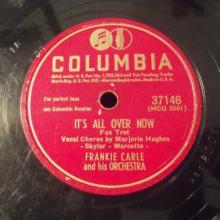 COLUMBIA
For perfect tone
use Columbia Needles
37146
(HCO 2001)
IT'S ALL OVER NOW
Fox Trot
Vocal Chorus by Marjorie Hughes
- Skylar - Marcotte -
FRANKIE CARLE
and his ORCHESTRA